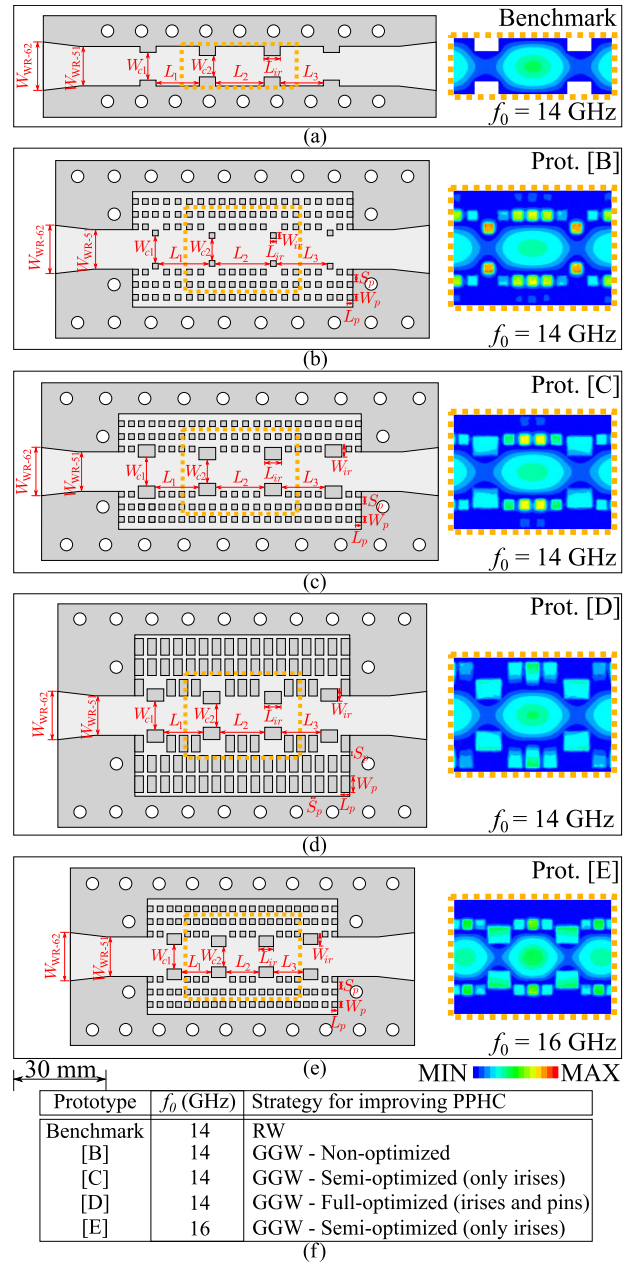 Benchmark
W_WR-62
W_WR-51
W_c1
L_1
W_c2
L_2
L_ir
L_3
f_0 = 14 GHz
(a)
Prot. [B]
W_WR-62
W_WR-51
W_c1
L_1
W_c2
L_2
W_ir
L_ir
L_3
S_p
W_p
L_p
f_0 = 14 GHz
(b)
Prot. [C]
W_WR-62
W_WR-51
W_c1
L_1
W_c2
L_2
L_ir
L_3
W_ir
S_p
W_p
L_p
f_0 = 14 GHz
(c)
Prot. [D]
W_WR-62
W_WR-51
W_c1
L_1
W_c2
L_2
L_ir
L_3
W_ir
S_p
W_p
S_p
L_p
f_0 = 14 GHz
(d)
Prot. [E]
W_WR-62
W_WR-51
W_c1
L_1
W_c2
L_2
L_ir
L_3
W_ir
S_p
W_p
L_p
f_0 = 16 GHz
(e)
30 mm
MIN MAX
Prototype f_0 (GHz) Strategy for improving PPHC
Benchmark 14 RW
[B] 14 GGW - Non-optimized
[C] 14 GGW - Semi-optimized (only irises)
[D] 14 GGW - Full-optimized (irises and pins)
[E] 16 GGW - Semi-optimized (only irises)
(f)